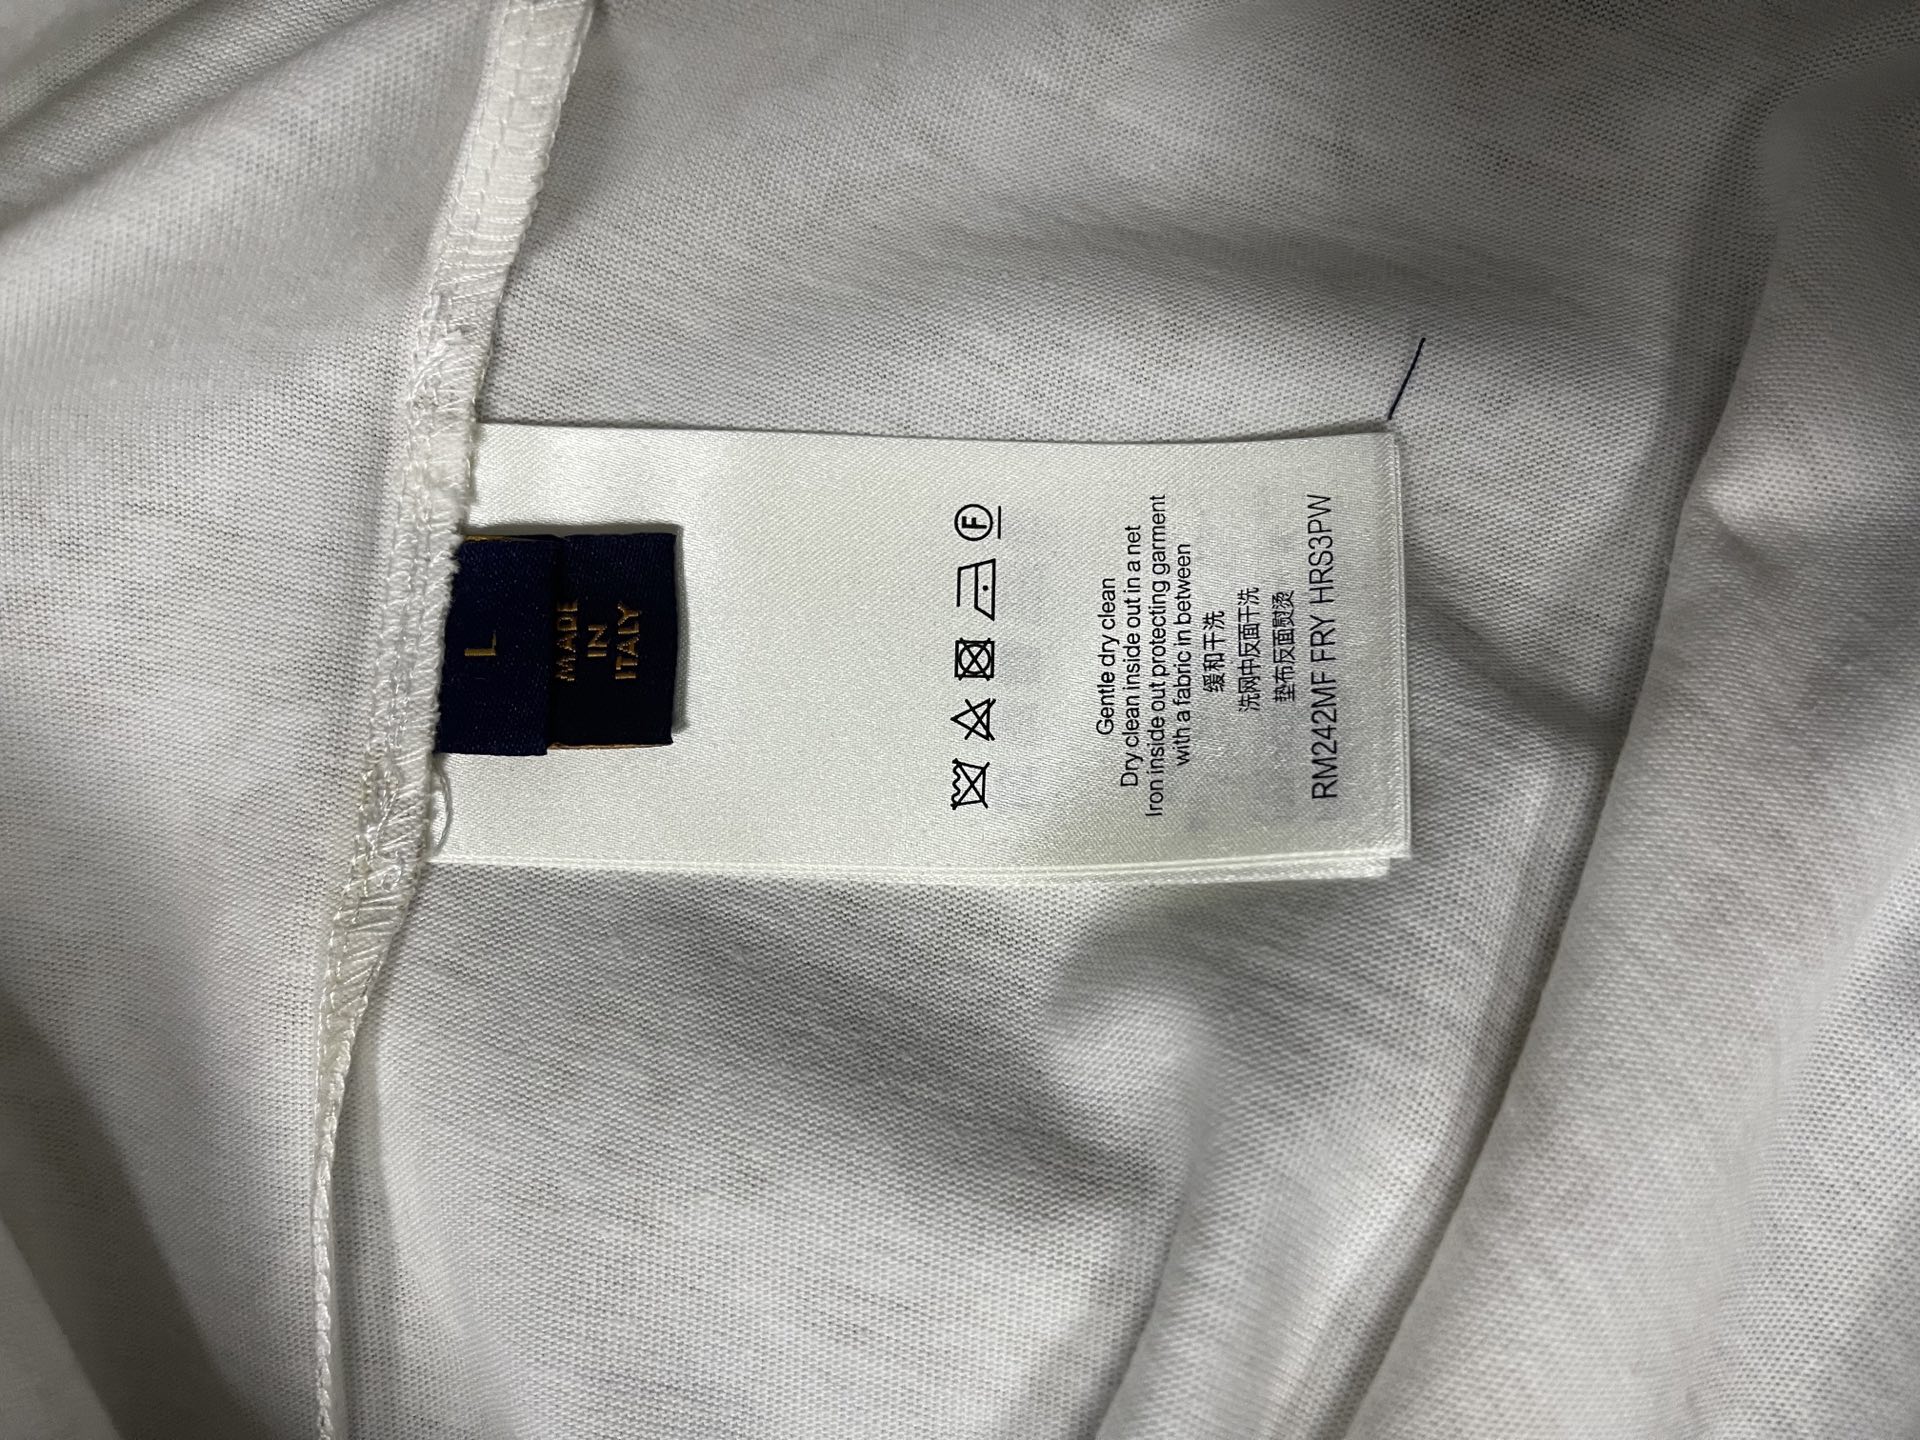 L
MADE
IN
ITALY
F
Gentle dry clean
Dry clean inside out in a net
Iron inside out protecting garment
with a fabric in between
缓和干洗
洗网中反面干洗
垫布反面熨烫
RM242MF FRY HRS3PW